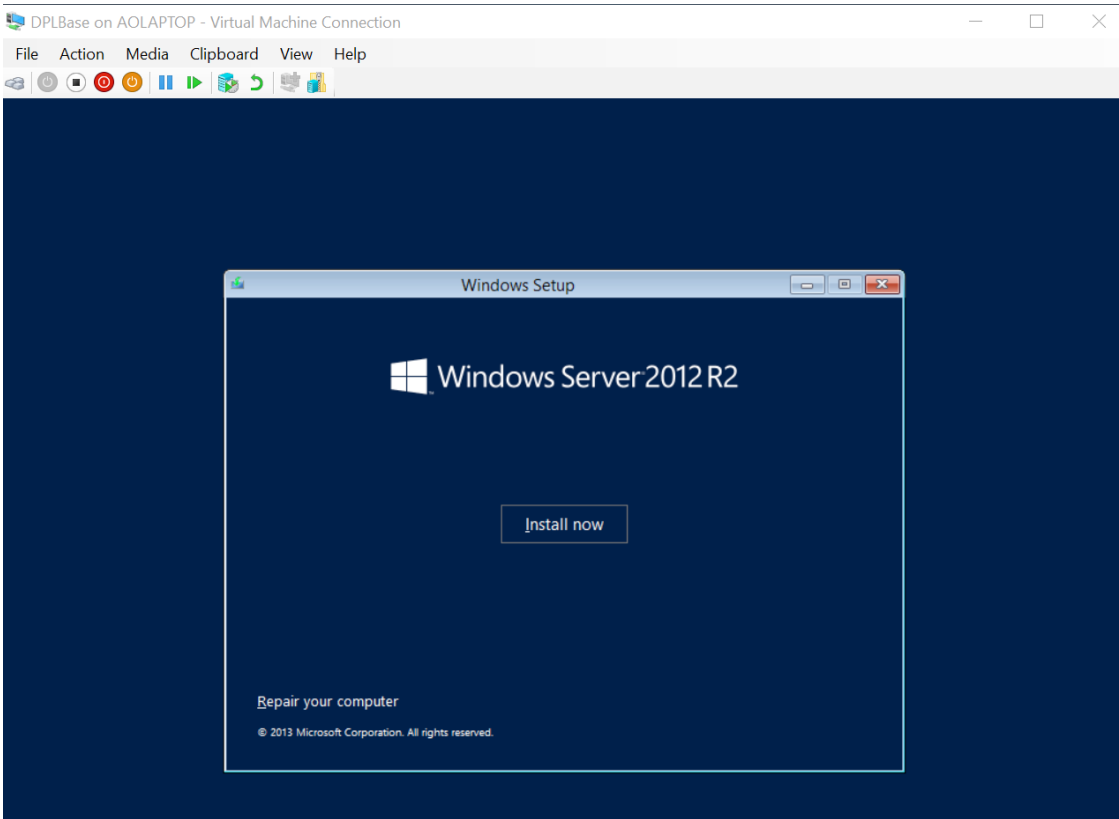 DPLBase on AOLAPTOP - Virtual Machine Connection
File Action Media Clipboard View Help
Windows Setup
Windows Server 2012 R2
Install now
Repair your computer
© 2013 Microsoft Corporation. All rights reserved.